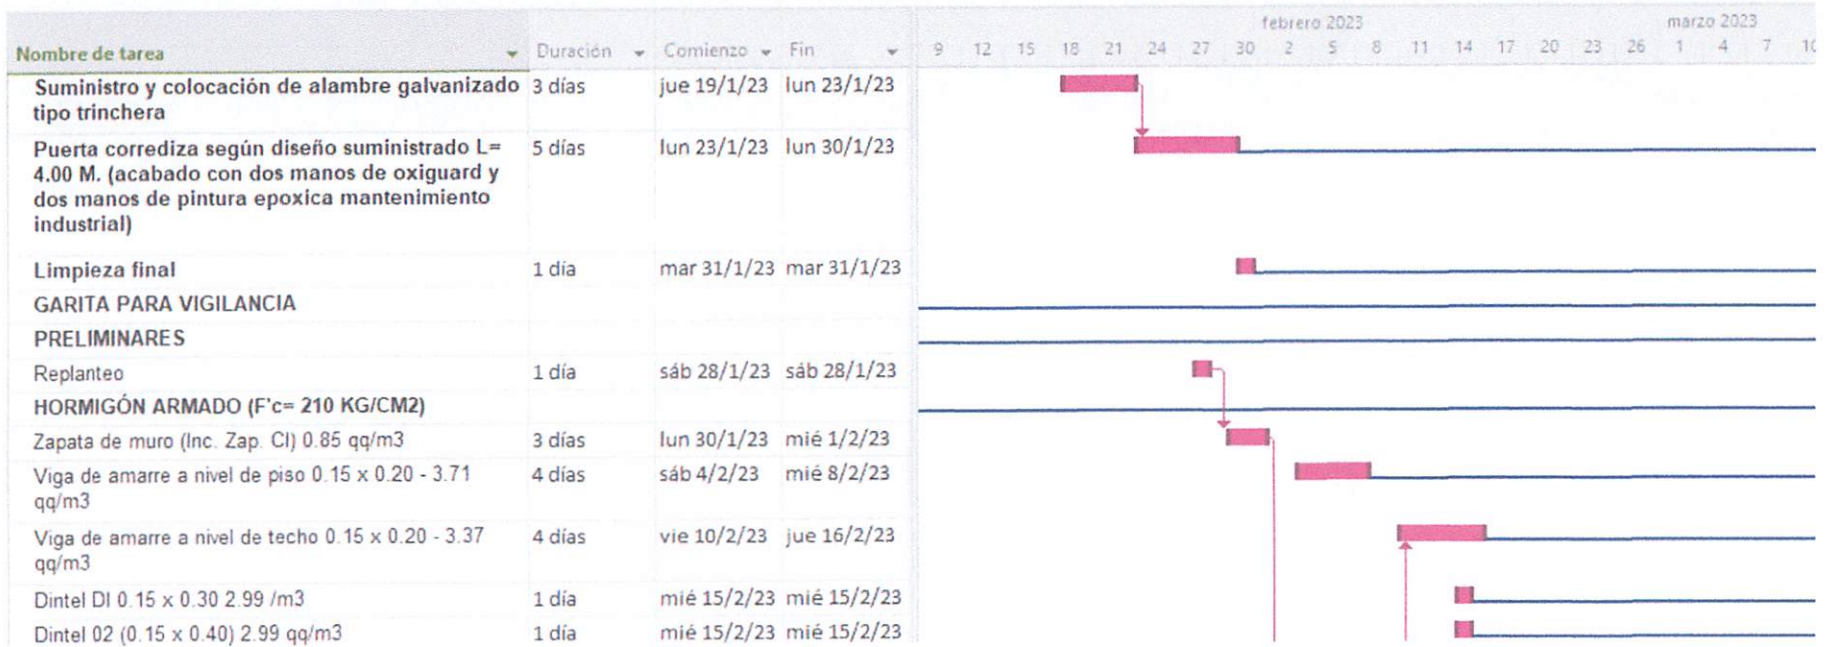 febrero 2023 marzo 2023
Nombre de tarea Duración Comienzo Fin 9 12 15 18 21 24 27 30 2 5 8 11 14 17 20 23 26 1 4 7 10
Suministro y colocación de alambre galvanizado 3 días jue 19/1/23 lun 23/1/23
tipo trinchera
Puerta corrediza según diseño suministrado L= 5 días lun 23/1/23 lun 30/1/23
4.00 M. (acabado con dos manos de oxiguard y
dos manos de pintura epoxica mantenimiento
industrial)
Limpieza final 1 día mar 31/1/23 mar 31/1/23
GARITA PARA VIGILANCIA
PRELIMINARES
Replanteo 1 día sáb 28/1/23 sáb 28/1/23
HORMIGÓN ARMADO (F'c= 210 KG/CM2)
Zapata de muro (Inc. Zap. CI) 0.85 qq/m3 3 días lun 30/1/23 mié 1/2/23
Viga de amarre a nivel de piso 0.15 x 0.20 - 3.71 4 días sáb 4/2/23 mié 8/2/23
qq/m3
Viga de amarre a nivel de techo 0.15 x 0.20 - 3.37 4 días vie 10/2/23 jue 16/2/23
qq/m3
Dintel DI 0.15 x 0.30 2.99 /m3 1 día mié 15/2/23 mié 15/2/23
Dintel 02 (0.15 x 0.40) 2.99 qq/m3 1 día mié 15/2/23 mié 15/2/23